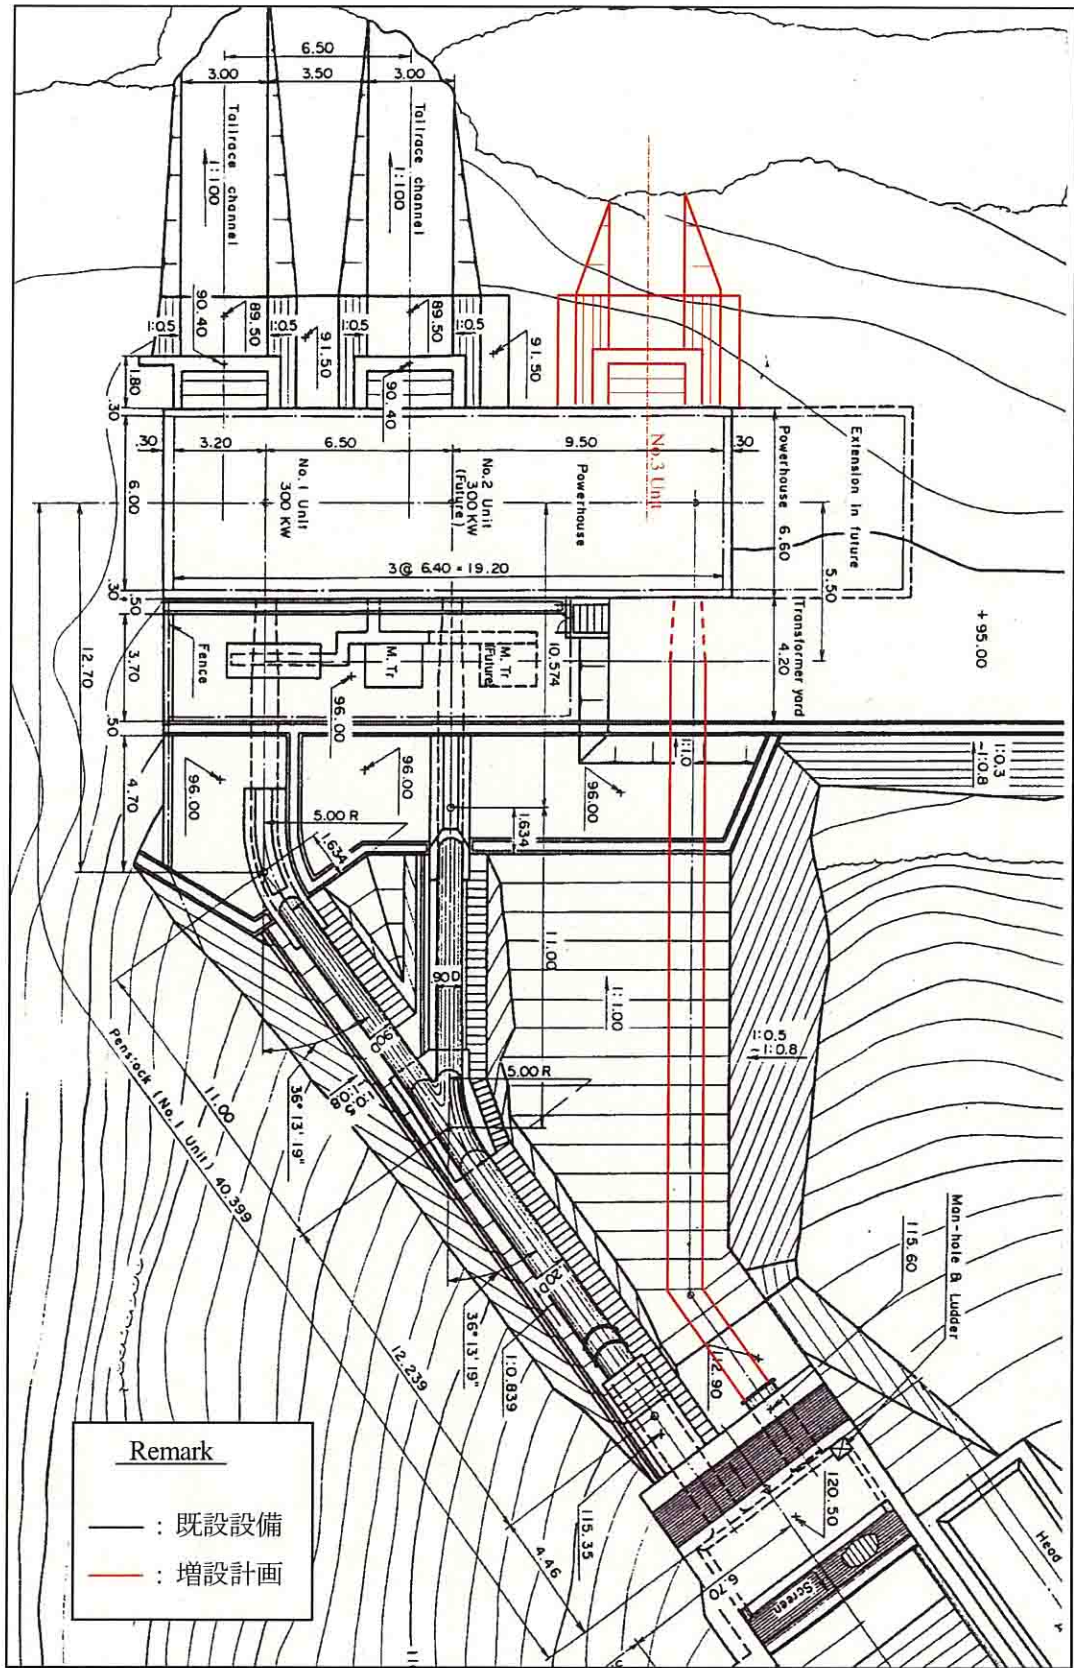 6.50
3.00
3.50
3.00
Tailrace channel
1:100
Tailrace channel
1:100
1:0.5
90.40
89.50
1:0.5
91.50
1:0.5
89.50
90.40
1:0.5
91.50
1.80
.30
6.00
.30
.50
3.70
.50
4.70
12.70
.30
3.20
6.50
9.50
.30
No.1 Unit
300 KW
No.2 Unit
300 KW
(Future)
Powerhouse
No.3 Unit
Powerhouse 6.60
Extension in future
5.50
3@ 6.40 = 19.20
Fence
M. Tr
M. Tr
(Future)
10.574
Transformer yard
4.20
+95.00
96.00
96.00
96.00
96.00
1:1.0
1:0.3
-1:0.8
5.00 R
1.634
1.634
11.00
90D
90D
1:1.00
1:0.5
-1:0.8
5.00 R
36° 13' 19"
1:0.5
Penstock (No.1 Unit) 40.399
11.00
12.239
4.46
36° 13' 19"
1:0.839
112.90
115.60
Man-hole & Ludder
120.50
115.35
6.70
Screen
Head
Remark
: 既設設備
: 増設計画